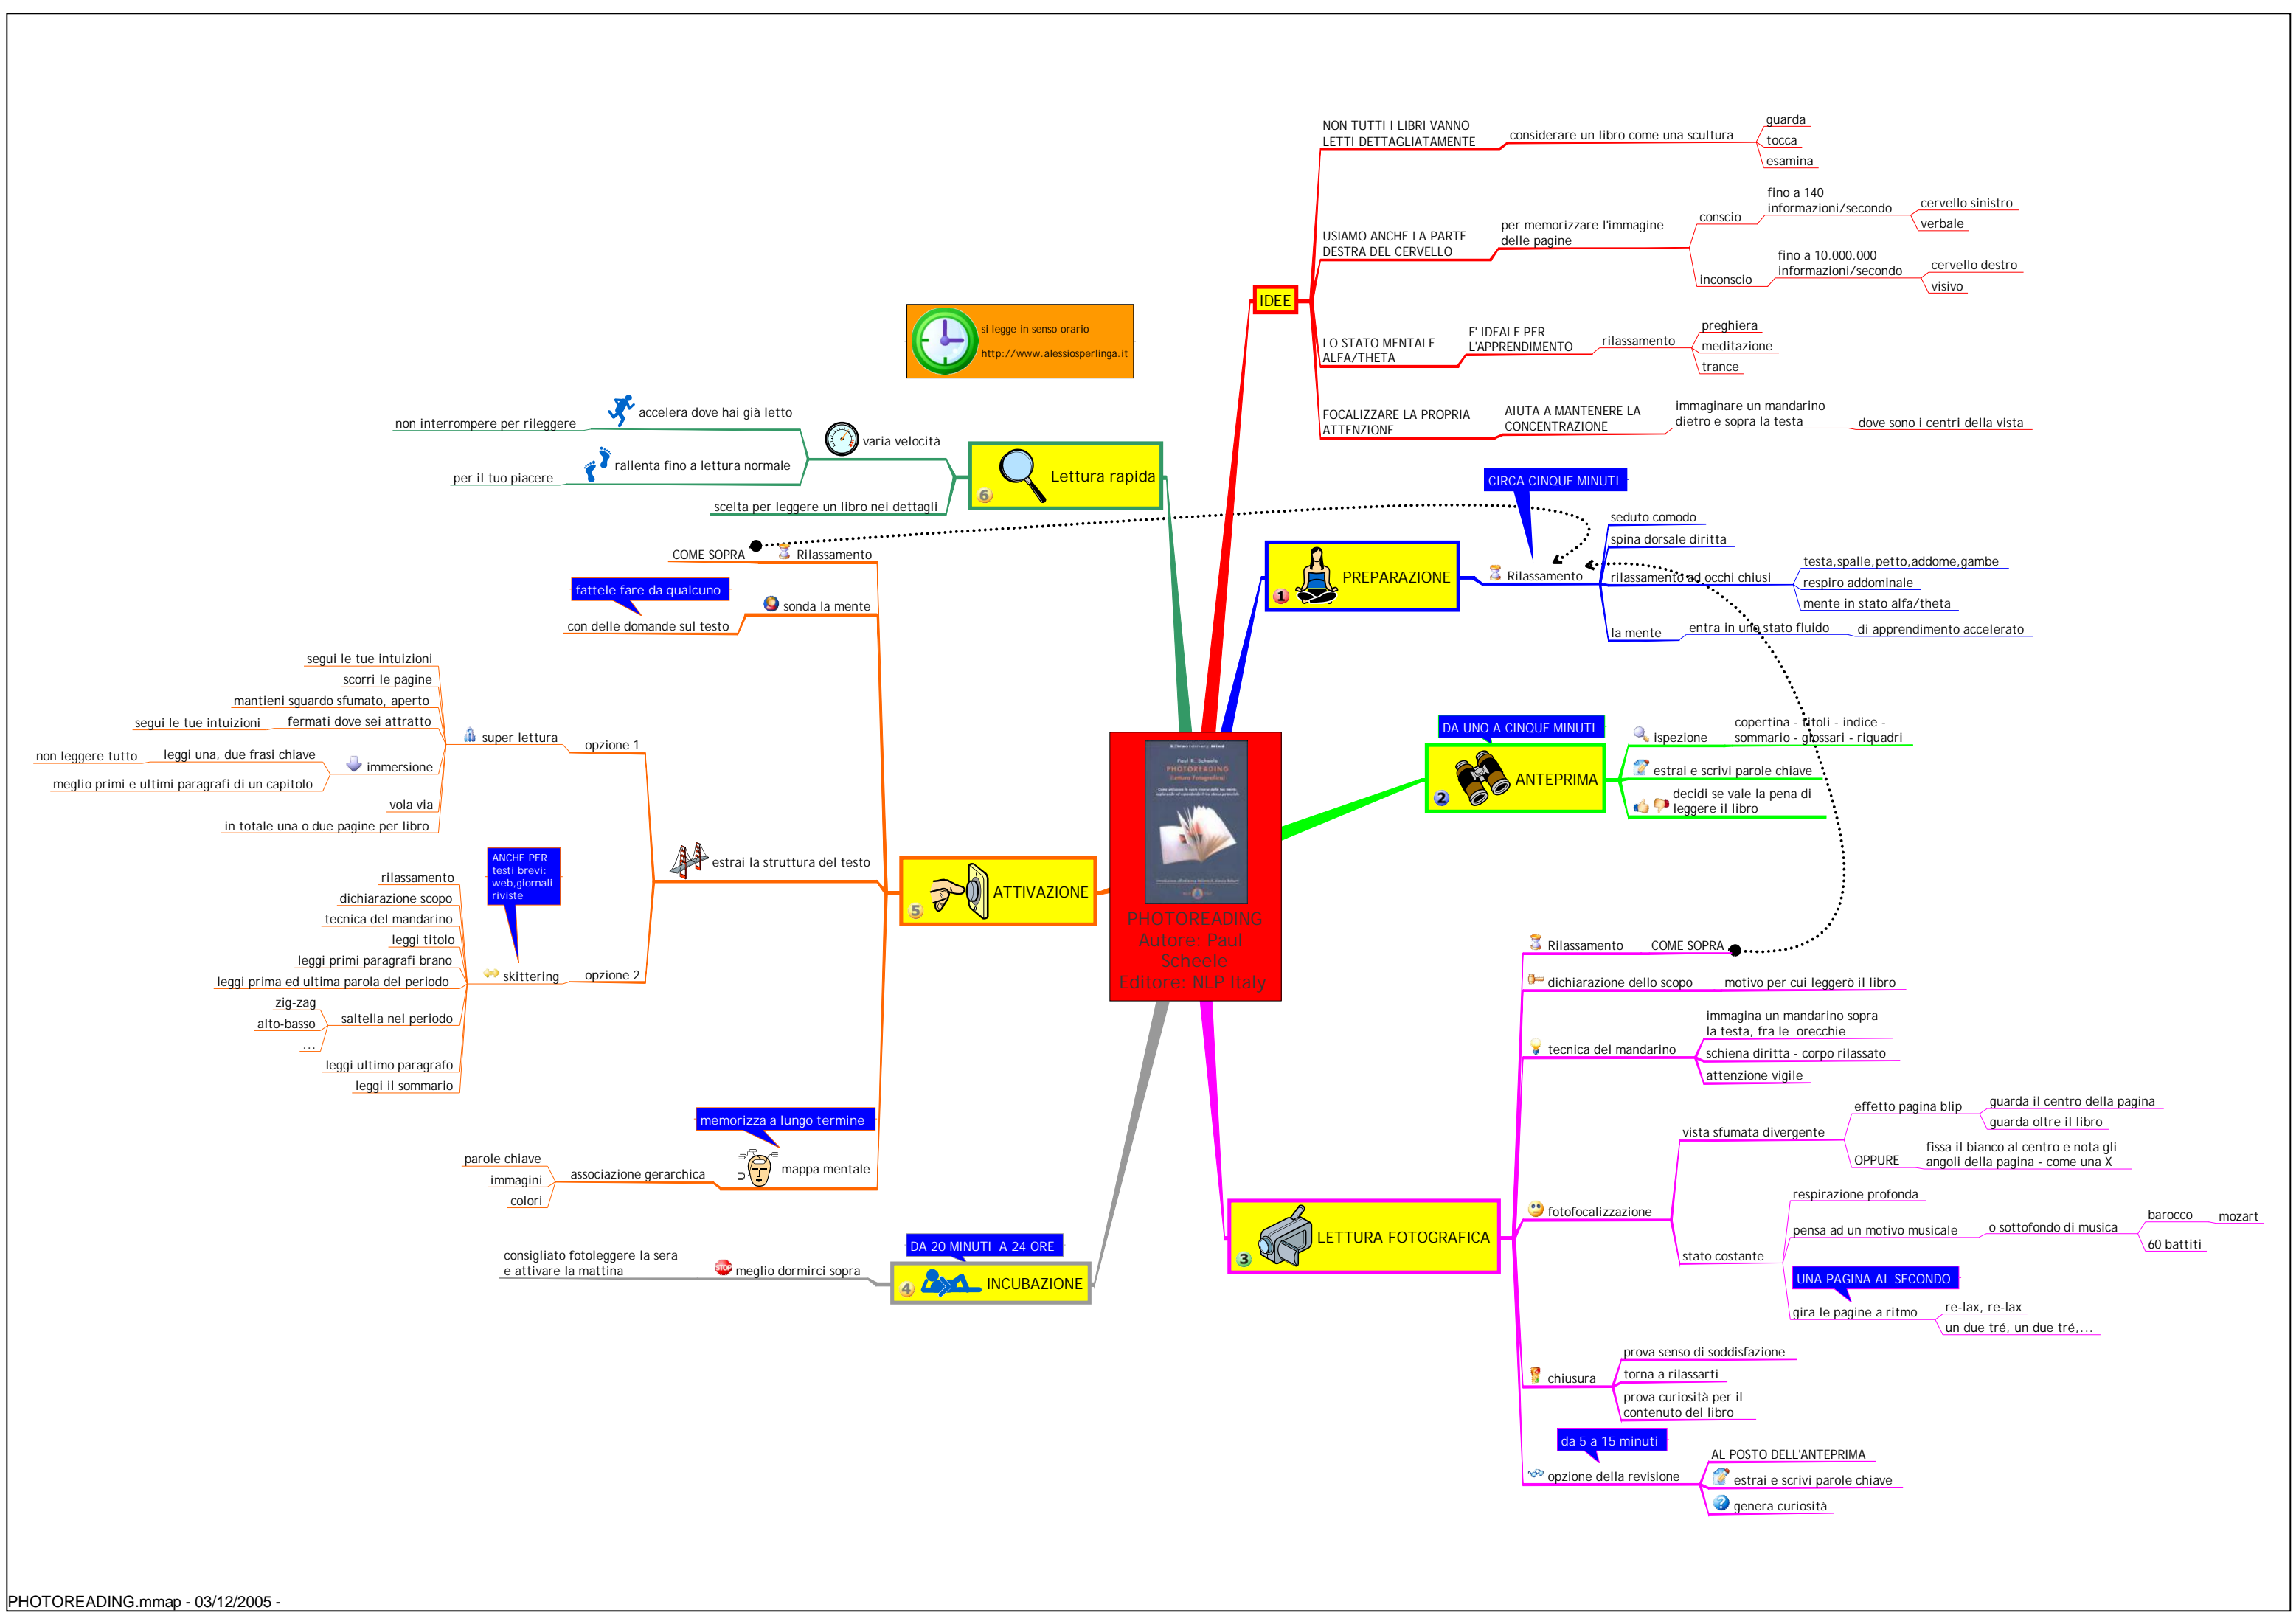 NON TUTTI I LIBRI VANNO
LETTI DETTAGLIATAMENTE
considerare un libro come una scultura
guarda
tocca
esamina
USIAMO ANCHE LA PARTE
DESTRA DEL CERVELLO
per memorizzare l'immagine
delle pagine
conscio
fino a 140
informazioni/secondo
cervello sinistro
verbale
inconscio
fino a 10.000.000
informazioni/secondo
cervello destro
visivo
IDEE
LO STATO MENTALE
ALFA/THETA
E' IDEALE PER
L'APPRENDIMENTO
rilassamento
preghiera
meditazione
trance
FOCALIZZARE LA PROPRIA
ATTENZIONE
AIUTA A MANTENERE LA
CONCENTRAZIONE
immaginare un mandarino
dietro e sopra la testa
dove sono i centri della vista
CIRCA CINQUE MINUTI
1 PREPARAZIONE
Rilassamento
seduto comodo
spina dorsale diritta
rilassamento ad occhi chiusi
testa,spalle,petto,addome,gambe
respiro addominale
mente in stato alfa/theta
la mente
entra in uno stato fluido
di apprendimento accelerato
DA UNO A CINQUE MINUTI
2 ANTEPRIMA
ispezione
copertina - titoli - indice -
sommario - glossari - riquadri
estrai e scrivi parole chiave
decidi se vale la pena di
leggere il libro
Paul R. Scheele
PHOTOREADING
PHOTOREADING
Autore: Paul
Scheele
Editore: NLP Italy
3 LETTURA FOTOGRAFICA
Rilassamento
COME SOPRA
dichiarazione dello scopo
motivo per cui leggerò il libro
tecnica del mandarino
immagina un mandarino sopra
la testa, fra le  orecchie
schiena diritta - corpo rilassato
attenzione vigile
fotofocalizzazione
vista sfumata divergente
effetto pagina blip
guarda il centro della pagina
guarda oltre il libro
OPPURE
fissa il bianco al centro e nota gli
angoli della pagina - come una X
stato costante
respirazione profonda
pensa ad un motivo musicale
o sottofondo di musica
barocco
mozart
60 battiti
UNA PAGINA AL SECONDO
gira le pagine a ritmo
re-lax, re-lax
un due tré, un due tré,...
chiusura
prova senso di soddisfazione
torna a rilassarti
prova curiosità per il
contenuto del libro
da 5 a 15 minuti
opzione della revisione
AL POSTO DELL'ANTEPRIMA
estrai e scrivi parole chiave
genera curiosità
DA 20 MINUTI  A 24 ORE
4 INCUBAZIONE
STOP meglio dormirci sopra
consigliato fotoleggere la sera
e attivare la mattina
5 ATTIVAZIONE
Rilassamento
COME SOPRA
fattele fare da qualcuno
sonda la mente
con delle domande sul testo
estrai la struttura del testo
opzione 1
super lettura
segui le tue intuizioni
scorri le pagine
mantieni sguardo sfumato, aperto
fermati dove sei attratto
segui le tue intuizioni
immersione
leggi una, due frasi chiave
non leggere tutto
meglio primi e ultimi paragrafi di un capitolo
vola via
in totale una o due pagine per libro
ANCHE PER
testi brevi:
web,giornali
riviste
opzione 2
skittering
rilassamento
dichiarazione scopo
tecnica del mandarino
leggi titolo
leggi primi paragrafi brano
leggi prima ed ultima parola del periodo
saltella nel periodo
zig-zag
alto-basso
...
leggi ultimo paragrafo
leggi il sommario
memorizza a lungo termine
mappa mentale
associazione gerarchica
parole chiave
immagini
colori
6 Lettura rapida
varia velocità
accelera dove hai già letto
non interrompere per rileggere
rallenta fino a lettura normale
per il tuo piacere
scelta per leggere un libro nei dettagli
si legge in senso orario
http://www.alessiosperlinga.it
PHOTOREADING.mmap - 03/12/2005 -